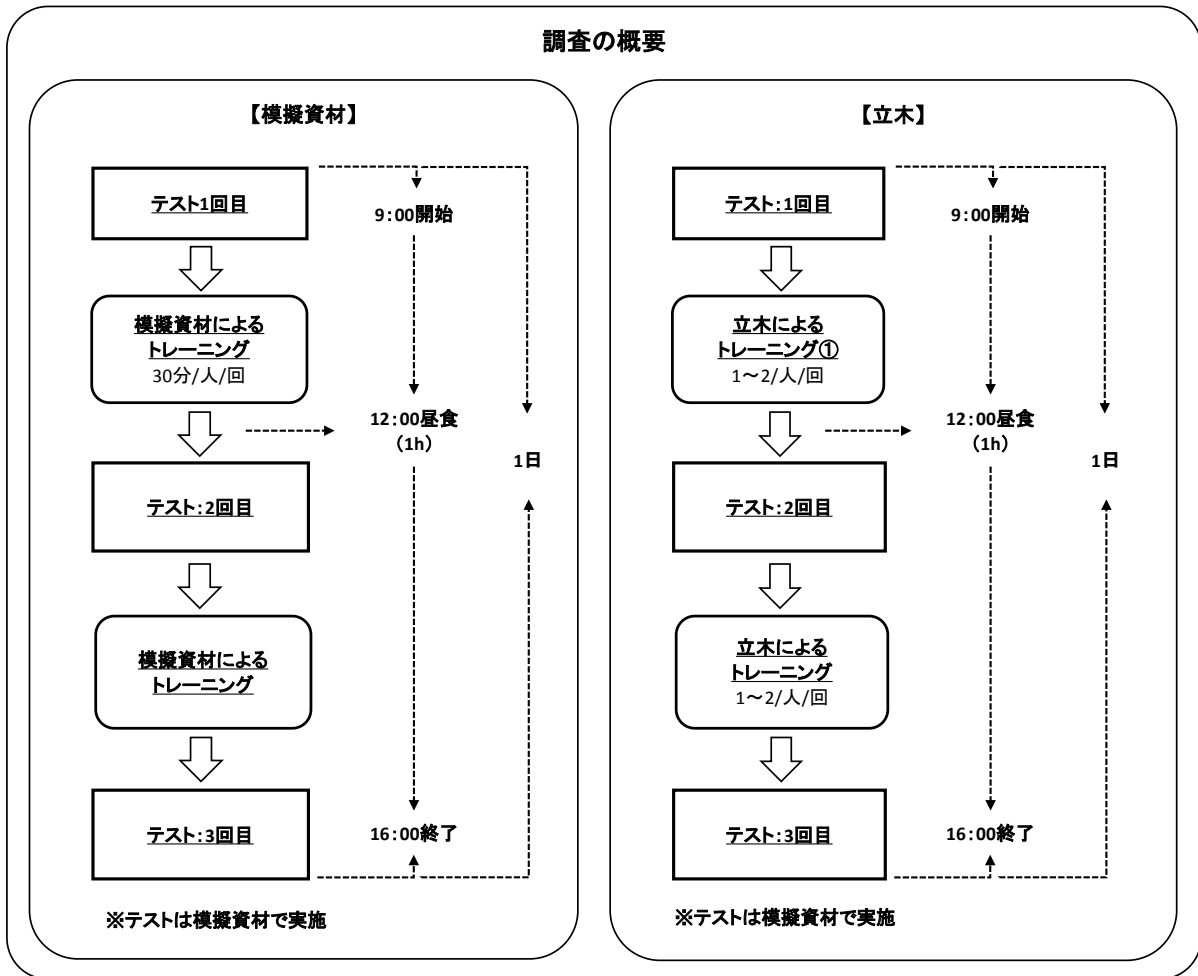 調査の概要
【模擬資材】
テスト1回目
9:00開始
模擬資材による
トレーニング
30分/人/回
12:00昼食
(1h)
1日
テスト:2回目
模擬資材による
トレーニング
テスト:3回目
16:00終了
※テストは模擬資材で実施
【立木】
テスト:1回目
9:00開始
立木による
トレーニング①
1~2/人/回
12:00昼食
(1h)
1日
テスト:2回目
立木による
トレーニング
1~2/人/回
テスト:3回目
16:00終了
※テストは模擬資材で実施